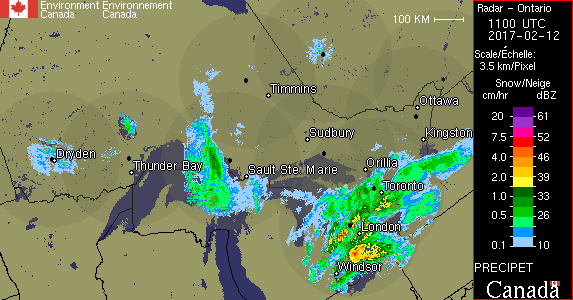 Environment Environnement
Canada Canada
100 KM
Timmins
Ottawa
Sudbury
Kingston
Dryden
Thunder Bay
Sault Ste. Marie
Orillia
Toronto
London
Windsor
Radar - Ontario
1100 UTC
2017-02-12
Scale/Échelle:
3.5 km/Pixel
Snow/Neige
cm/hr dBZ
20 61
7.5 52
4.0 46
2.0 39
1.0 33
0.5 26
0.1 10
PRECIPET
Canada